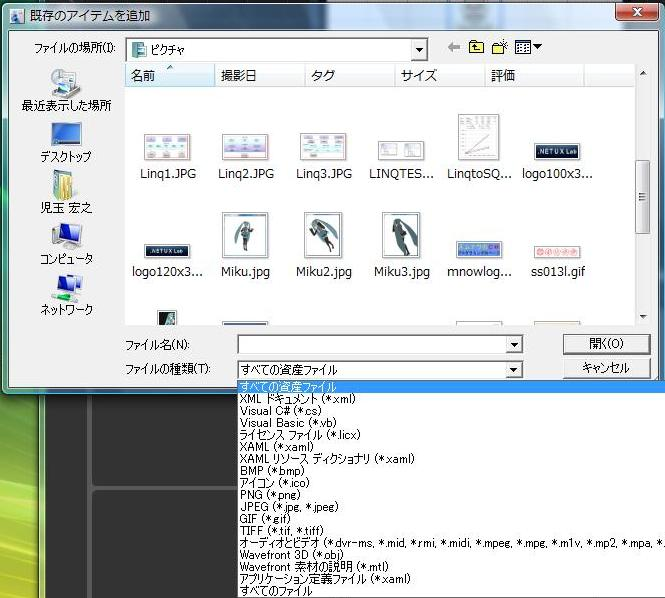 既存のアイテムを追加
ファイルの場所(I):
ピクチャ
名前 撮影日 タグ サイズ 評価
最近表示した場所
デスクトップ
児玉 宏之
コンピュータ
ネットワーク
Linq1.JPG Linq2.JPG Linq3.JPG LINQTES... LinqtoSQ... logo100x3...
.NET UX Lab
.NET UX Lab
logo120x3... Miku.jpg Miku2.jpg Miku3.jpg mnowlog... ss013l.gif
ファイル名(N):
開く(O)
ファイルの種類(T):
すべての資産ファイル
キャンセル
すべての資産ファイル
XML ドキュメント (*.xml)
Visual C# (*.cs)
Visual Basic (*.vb)
ライセンス ファイル (*.licx)
XAML (*.xaml)
XAML リソース ディクショナリ (*.xaml)
BMP (*.bmp)
アイコン (*.ico)
PNG (*.png)
JPEG (*.jpg, *.jpeg)
GIF (*.gif)
TIFF (*.tif, *.tiff)
オーディオとビデオ (*.dvr-ms, *.mid, *.rmi, *.midi, *.mpeg, *.mpg, *.m1v, *.mp2, *.mpa, *.
Wavefront 3D (*.obj)
Wavefront 素材の説明 (*.mtl)
アプリケーション定義ファイル (*.xaml)
すべてのファイル